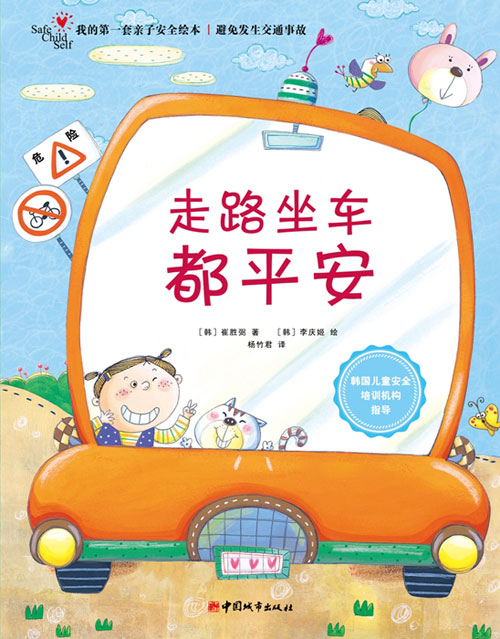 Safe
Child
Self
我的第一套亲子安全绘本 | 避免发生交通事故
危险
走路坐车
都平安
[韩] 崔胜弼 著 [韩] 李庆姬 绘
杨竹君 译
韩国儿童安全
培训机构
指导
中国城市出版社